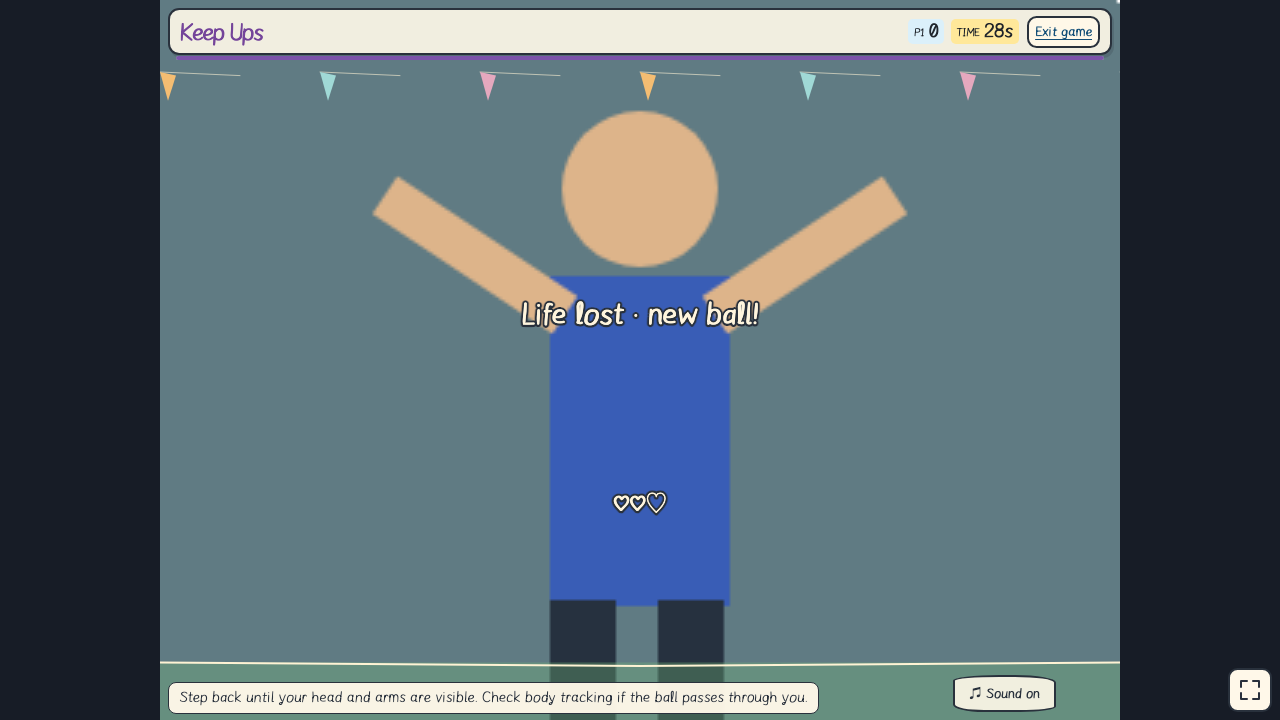 Keep Ups
P1 0
TIME 28s
Exit game
Life lost · new ball!
♥♥♡
Step back until your head and arms are visible. Check body tracking if the ball passes through you.
♫ Sound on